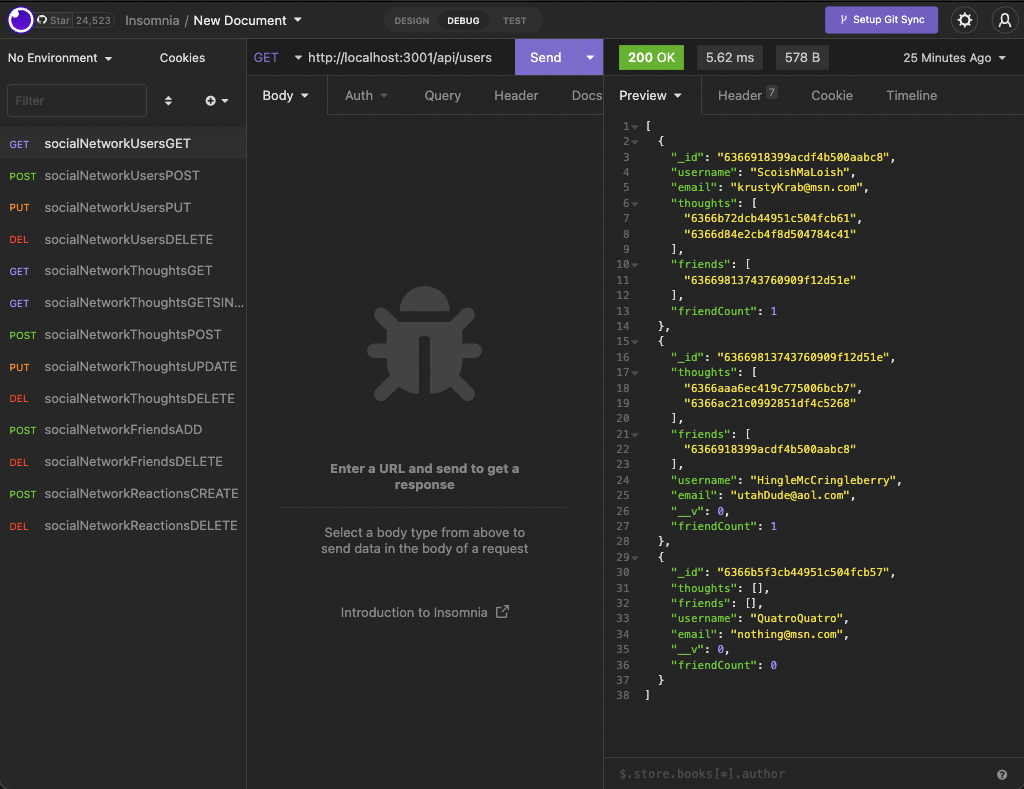 Star 24,523
Insomnia / New Document
DESIGN DEBUG TEST
Setup Git Sync
No Environment Cookies
Filter
GET socialNetworkUsersGET
POST socialNetworkUsersPOST
PUT socialNetworkUsersPUT
DEL socialNetworkUsersDELETE
GET socialNetworkThoughtsGET
GET socialNetworkThoughtsGETSIN...
POST socialNetworkThoughtsPOST
PUT socialNetworkThoughtsUPDATE
DEL socialNetworkThoughtsDELETE
POST socialNetworkFriendsADD
DEL socialNetworkFriendsDELETE
POST socialNetworkReactionsCREATE
DEL socialNetworkReactionsDELETE
GET http://localhost:3001/api/users Send
Body Auth Query Header Docs
Enter a URL and send to get a
response
Select a body type from above to
send data in the body of a request
Introduction to Insomnia
200 OK 5.62 ms 578 B 25 Minutes Ago
Preview Header 7 Cookie Timeline
1 [
2 {
3 "_id": "6366918399acdf4b500aabc8",
4 "username": "ScoishMaLoish",
5 "email": "krustyKrab@msn.com",
6 "thoughts": [
7 "6366b72dcb44951c504fcb61",
8 "6366d84e2cb4f8d504784c41"
9 ],
10 "friends": [
11 "63669813743760909f12d51e"
12 ],
13 "friendCount": 1
14 },
15 {
16 "_id": "63669813743760909f12d51e",
17 "thoughts": [
18 "6366aaa6ec419c775006bcb7",
19 "6366ac21c0992851df4c5268"
20 ],
21 "friends": [
22 "6366918399acdf4b500aabc8"
23 ],
24 "username": "HingleMcCringleberry",
25 "email": "utahDude@aol.com",
26 "__v": 0,
27 "friendCount": 1
28 },
29 {
30 "_id": "6366b5f3cb44951c504fcb57",
31 "thoughts": [],
32 "friends": [],
33 "username": "QuatroQuatro",
34 "email": "nothing@msn.com",
35 "__v": 0,
36 "friendCount": 0
37 }
38 ]
$.store.books[*].author